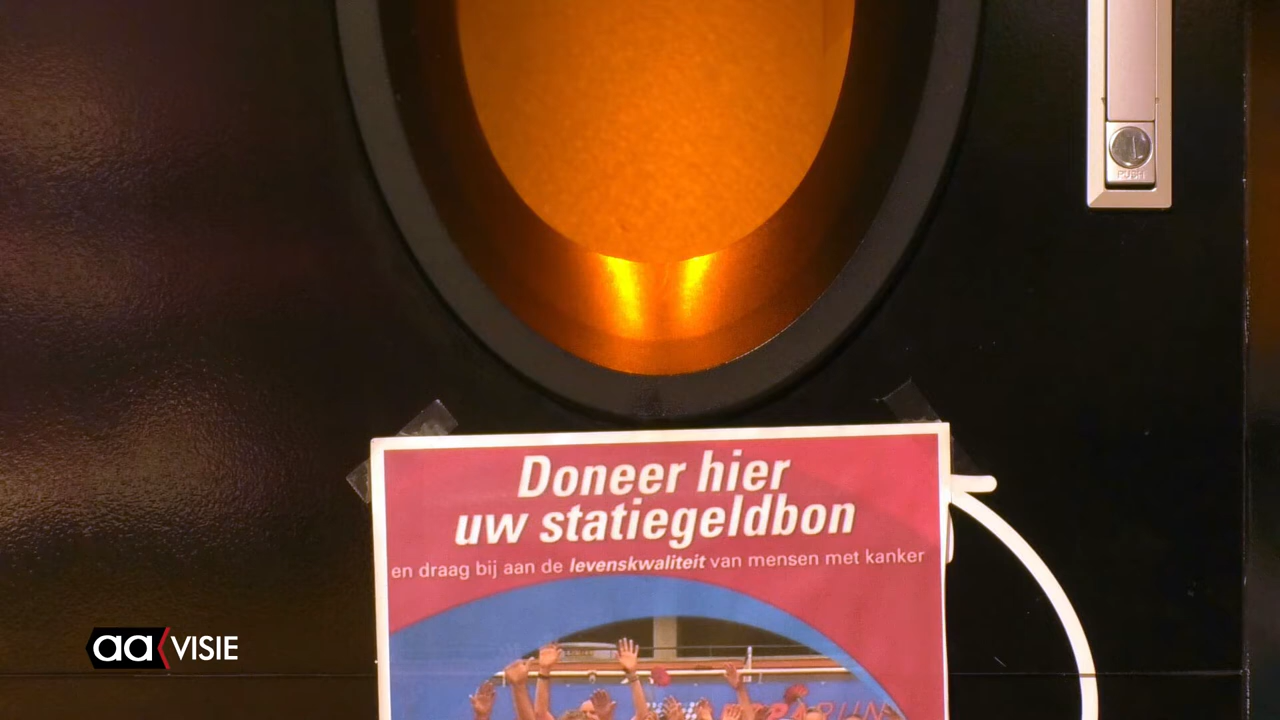 PUSH
Doneer hier
uw statiegeldbon
en draag bij aan de levenskwaliteit van mensen met kanker
aa VISIE